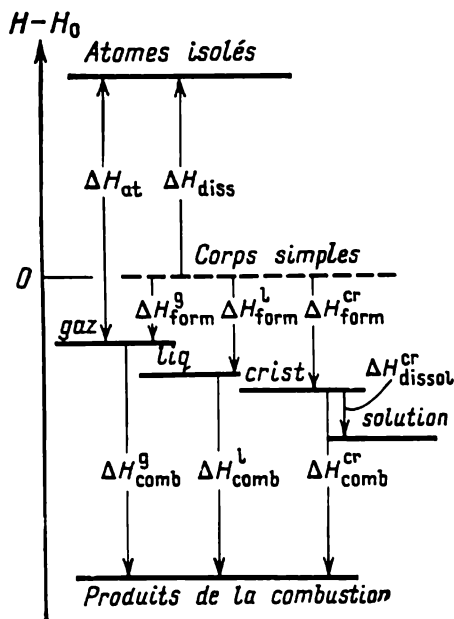 H−H₀
Atomes isolés
ΔH_at ΔH_diss
Corps simples
0
ΔH^g_form ΔH^l_form ΔH^cr_form
gaz
liq
crist
ΔH^cr_dissol
solution
ΔH^g_comb ΔH^l_comb ΔH^cr_comb
Produits de la combustion